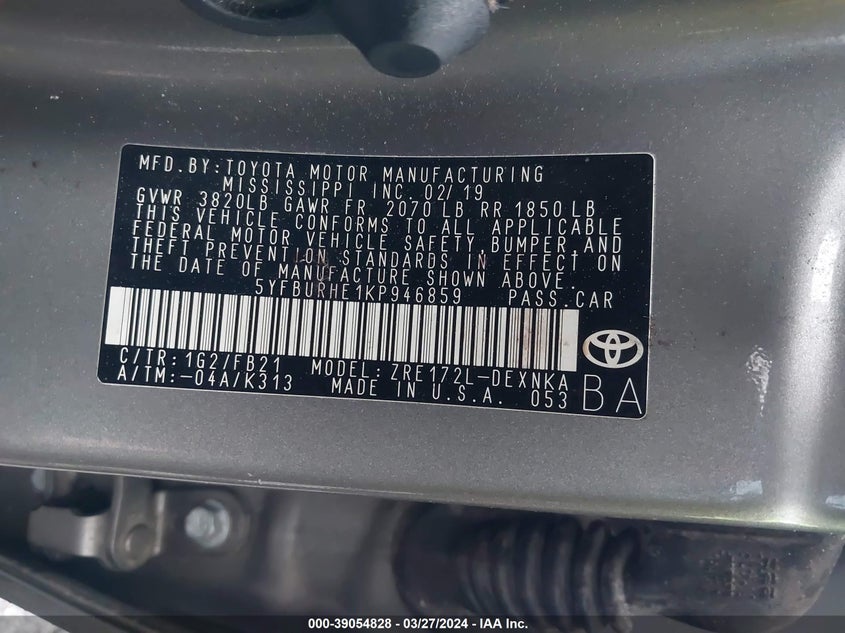 MFD. BY: TOYOTA MOTOR MANUFACTURING
MISSISSIPPI INC. 02/19
GVWR 3820LB GAWR FR 2070 LB RR 1850 LB
THIS VEHICLE CONFORMS TO ALL APPLICABLE
FEDERAL MOTOR VEHICLE SAFETY, BUMPER, AND
THEFT PREVENTION STANDARDS IN EFFECT ON
THE DATE OF MANUFACTURE SHOWN ABOVE.
5YFBURHE1KP946859 PASS. CAR
C/TR: 1G2/FB21 MODEL: ZRE172L-DEXNKA
A/TM: -04A/K313 MADE IN U.S.A. 053 BA
000-39054828 - 03/27/2024 - IAA Inc.